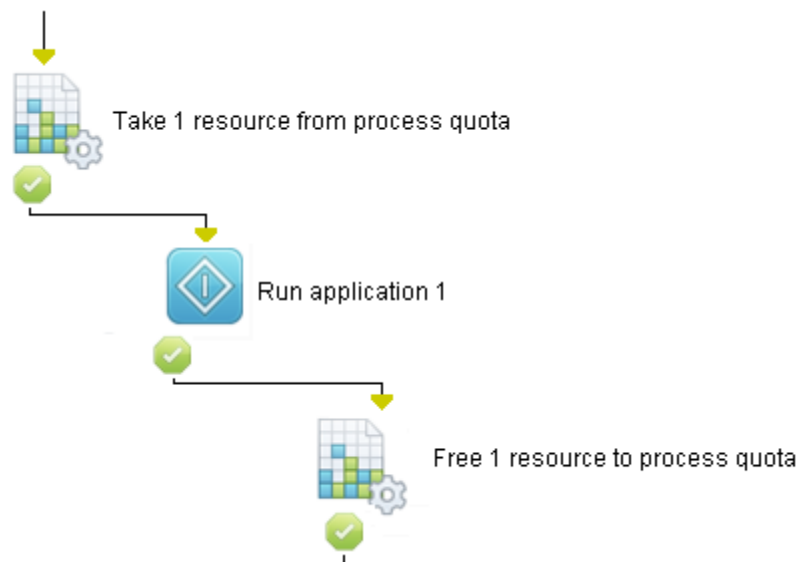 Take 1 resource from process quota
Run application 1
Free 1 resource to process quota